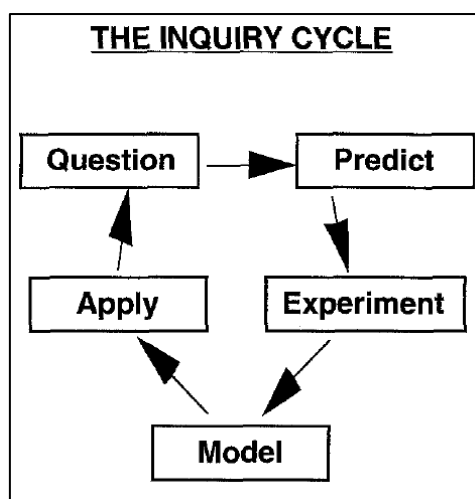 THE INQUIRY CYCLE
Question
Predict
Apply
Experiment
Model